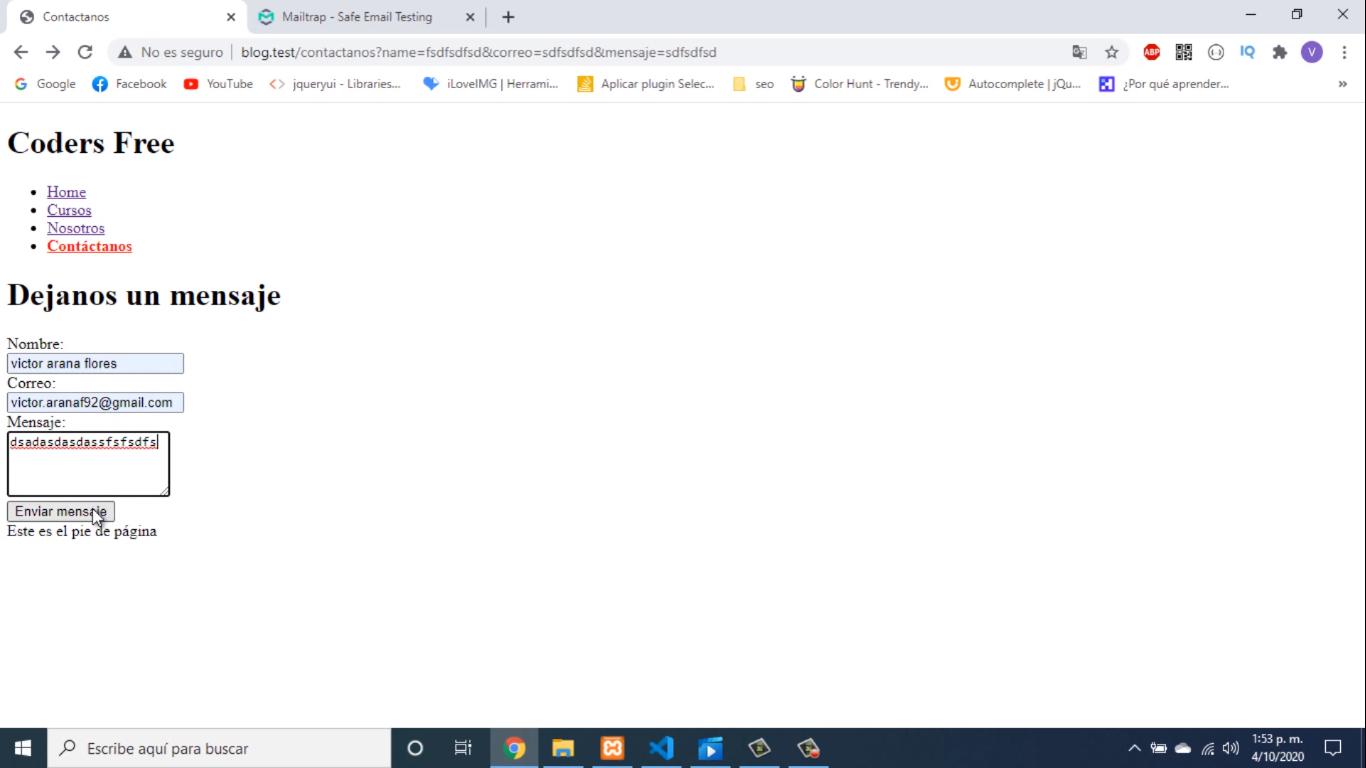 Contactanos
Mailtrap - Safe Email Testing
No es seguro
blog.test/contactanos?name=fsdfsdfsd&correo=sdfsdfsd&mensaje=sdfsdfsd
ABP
IQ
V
Google
Facebook
YouTube
jqueryui - Libraries...
iLoveIMG | Herrami...
Aplicar plugin Selec...
seo
Color Hunt - Trendy...
Autocomplete | jQu...
¿Por qué aprender...
»
Coders Free
Home
Cursos
Nosotros
Contáctanos
Dejanos un mensaje
Nombre:
victor arana flores
Correo:
victor.aranaf92@gmail.com
Mensaje:
dsadasdasdassfsfsdfs
Enviar mensaje
Este es el pie de página
Escribe aquí para buscar
1:53 p. m.
4/10/2020